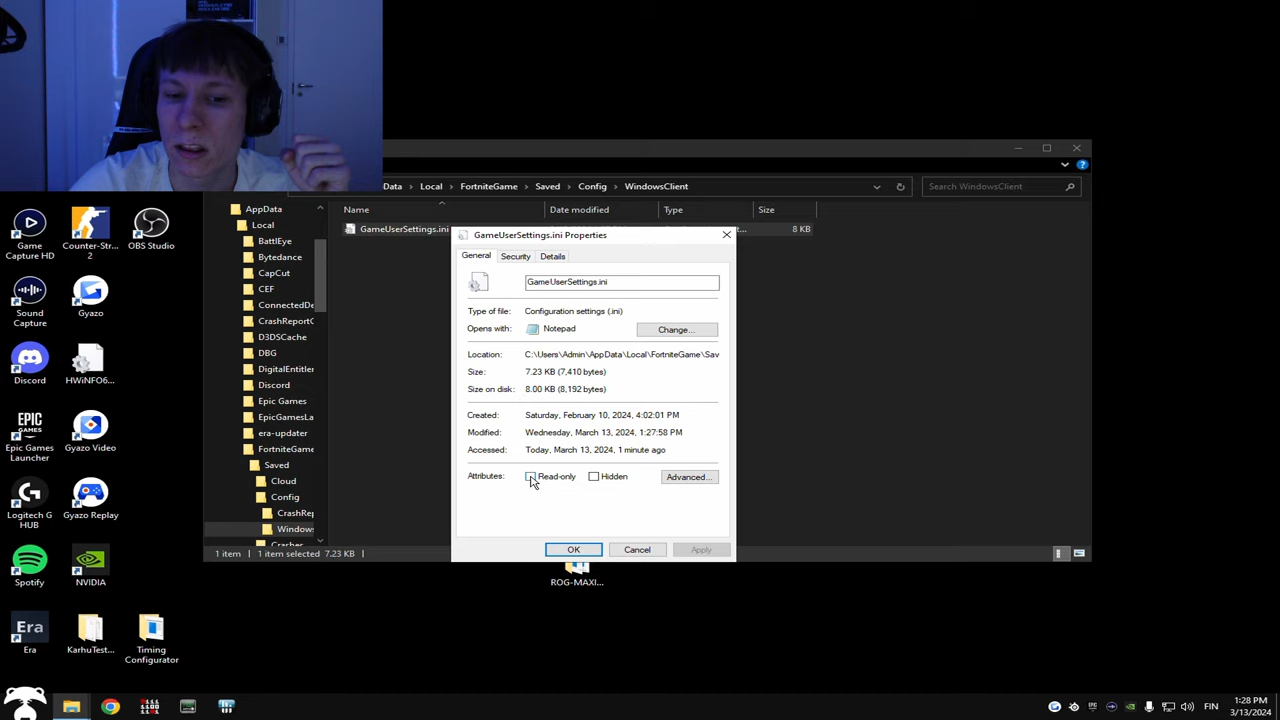 Data > Local > FortniteGame > Saved > Config > WindowsClient
Search WindowsClient
Name
Date modified
Type
Size
GameUserSettings.ini
8 KB
AppData
Local
BattlEye
Bytedance
CapCut
CEF
ConnectedDe
CrashReportC
D3DSCache
DBG
DigitalEntitler
Discord
Epic Games
EpicGamesLa
era-updater
FortniteGame
Saved
Cloud
Config
CrashRep
Windows
Crashes
1 item
1 item selected 7.23 KB
GameUserSettings.ini Properties
General
Security
Details
GameUserSettings.ini
Type of file:
Configuration settings (.ini)
Opens with:
Notepad
Change...
Location:
C:\Users\Admin\AppData\Local\FortniteGame\Sav
Size:
7.23 KB (7,410 bytes)
Size on disk:
8.00 KB (8,192 bytes)
Created:
Saturday, February 10, 2024, 4:02:01 PM
Modified:
Wednesday, March 13, 2024, 1:27:58 PM
Accessed:
Today, March 13, 2024, 1 minute ago
Attributes:
Read-only
Hidden
Advanced...
OK
Cancel
Apply
Game
Capture HD
Counter-Str...
2
OBS Studio
Sound
Capture
Gyazo
Discord
HWiNFO6...
EPIC
GAMES
Epic Games
Launcher
Gyazo Video
Logitech G
HUB
Gyazo Replay
Spotify
NVIDIA
ROG-MAXI...
Era
Era
KarhuTest...
Timing
Configurator
FIN
1:28 PM
3/13/2024